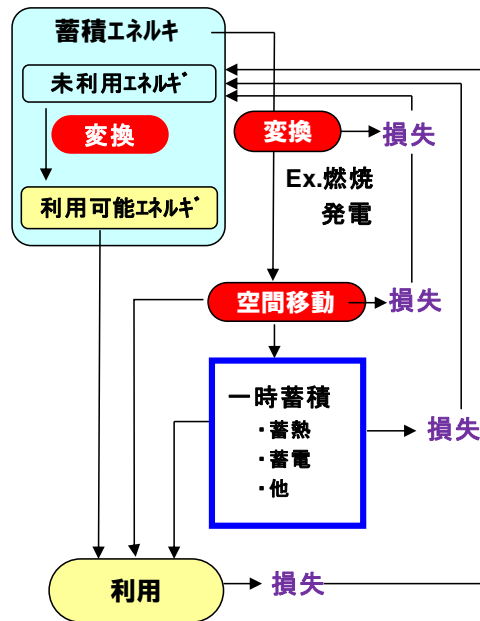 蓄積エネルキ
未利用エネルギ
変換
利用可能エネルギ
変換
損失
Ex.燃焼
発電
空間移動
損失
一時蓄積
・蓄熱
・蓄電
・他
損失
利用
損失